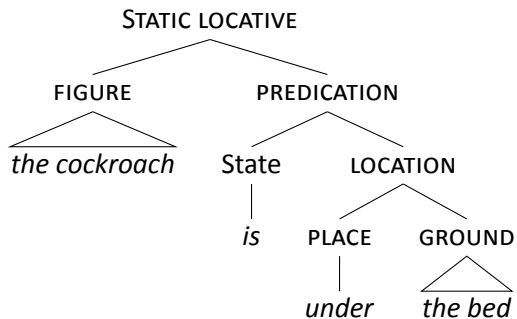 STATIC LOCATIVE
FIGURE PREDICATION
the cockroach State LOCATION
is PLACE GROUND
under the bed